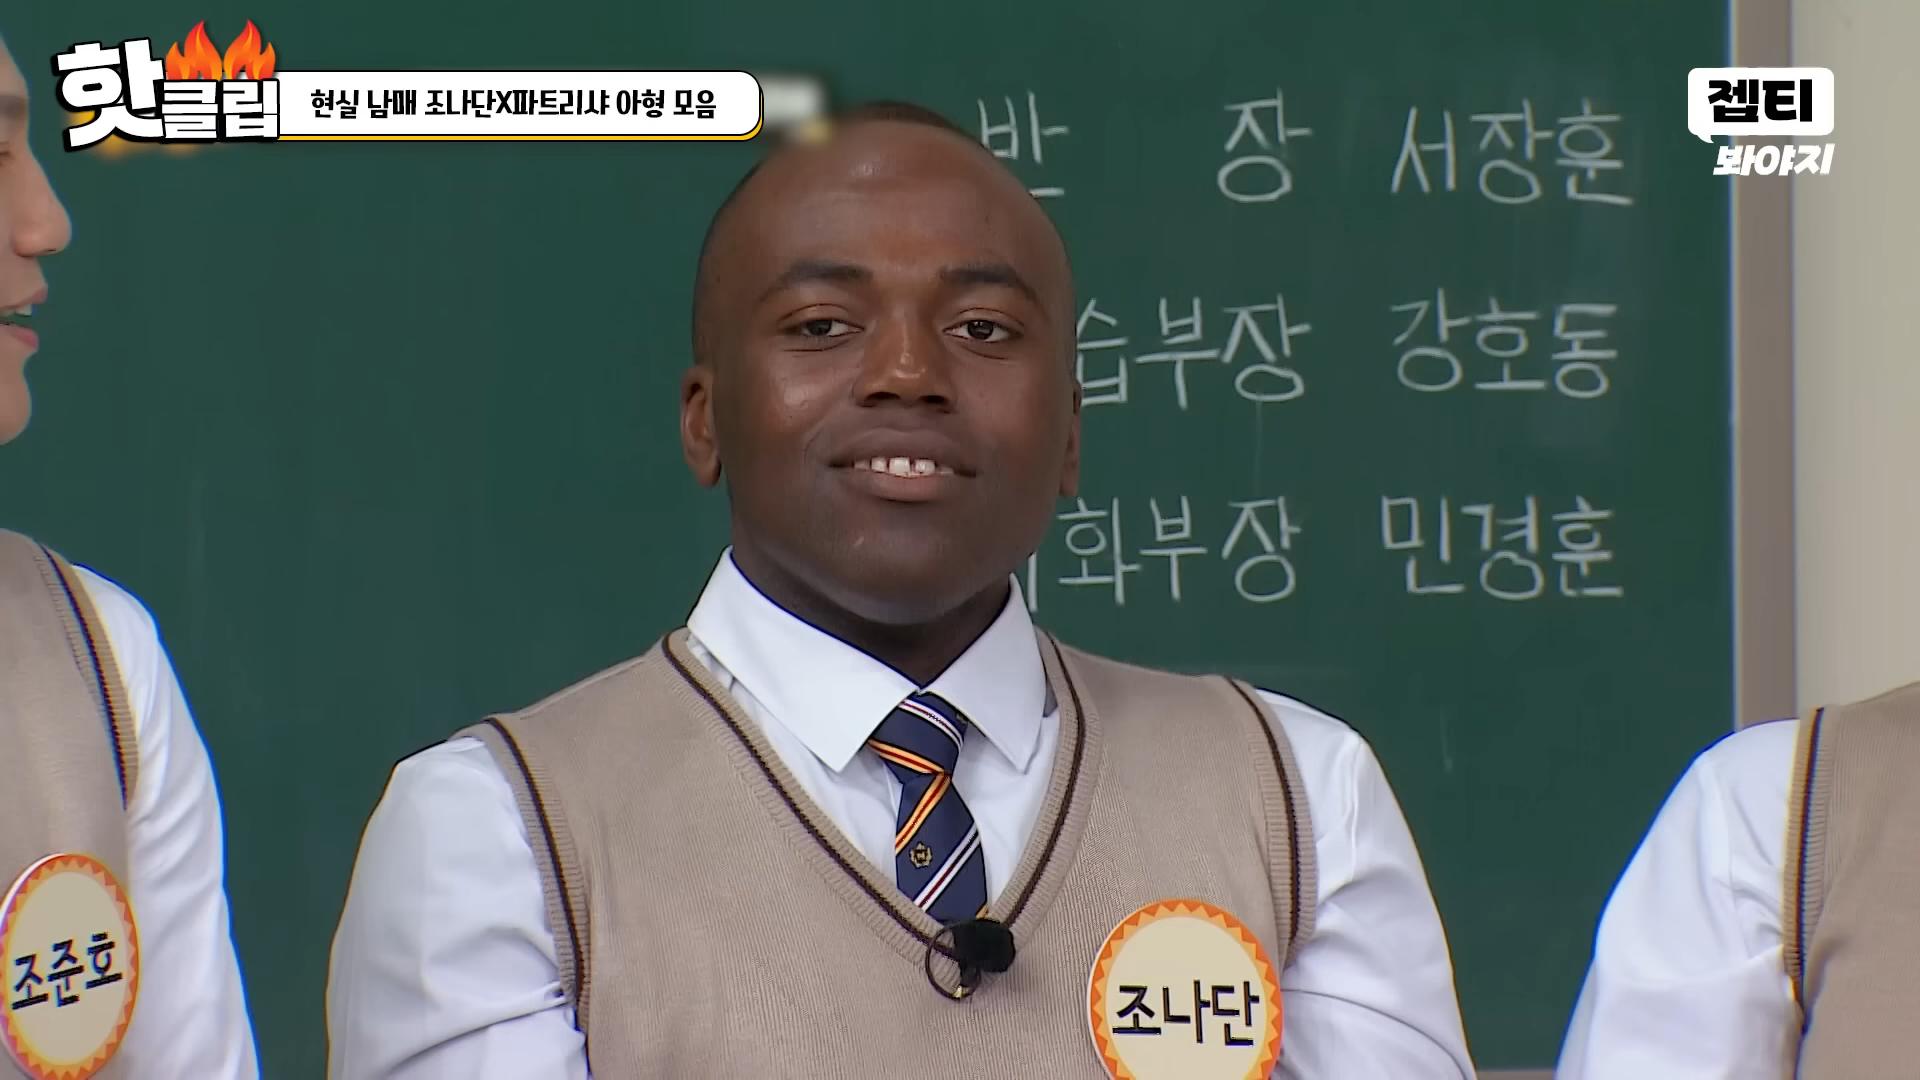 핫클립
현실 남매 조나단X파트리샤 아형 모음
젭티
봐야지
반 장 서장훈
습부장 강호동
화부장 민경훈
조준호
조나단